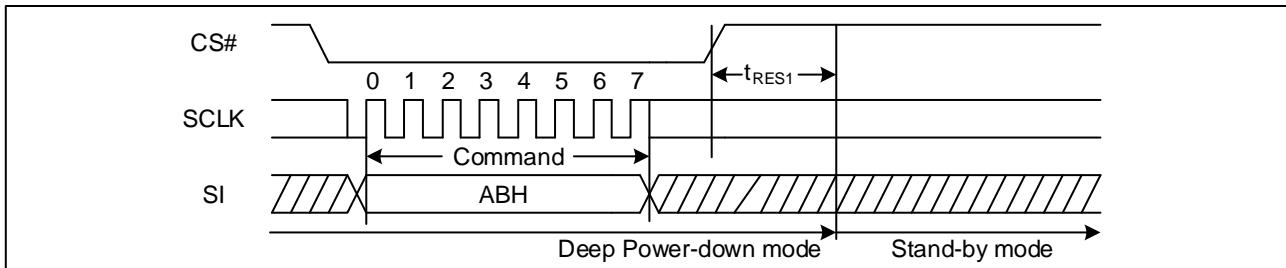 CS#
tRES1
0 1 2 3 4 5 6 7
SCLK
Command
SI
ABH
Deep Power-down mode Stand-by mode